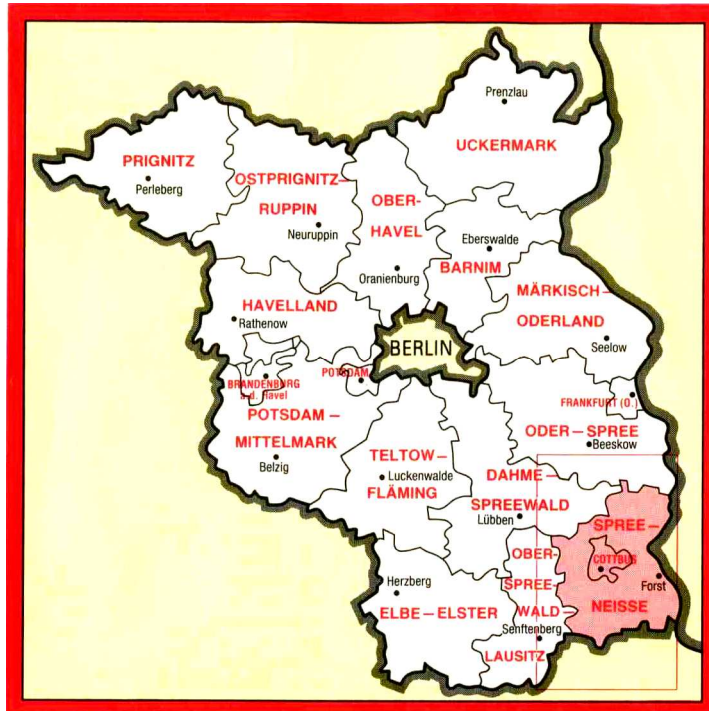 Prenzlau
UCKERMARK
PRIGNITZ
Perleberg
OSTPRIGNITZ—
RUPPIN
Neuruppin
OBER-
HAVEL
Oranienburg
Eberswalde
BARNIM
MÄRKISCH—
ODERLAND
Seelow
HAVELLAND
Rathenow
BERLIN
BRANDENBURG
a.d. Havel
POTSDAM
FRANKFURT (O.)
POTSDAM—
MITTELMARK
Belzig
ODER—SPREE
Beeskow
TELTOW—
Luckenwalde
FLÄMING
DAHME—
SPREEWALD
Lübben
SPREE—
COTTBUS
Forst
NEISSE
OBER-
SPREE-
WALD—
Senftenberg
LAUSITZ
Herzberg
ELBE—ELSTER